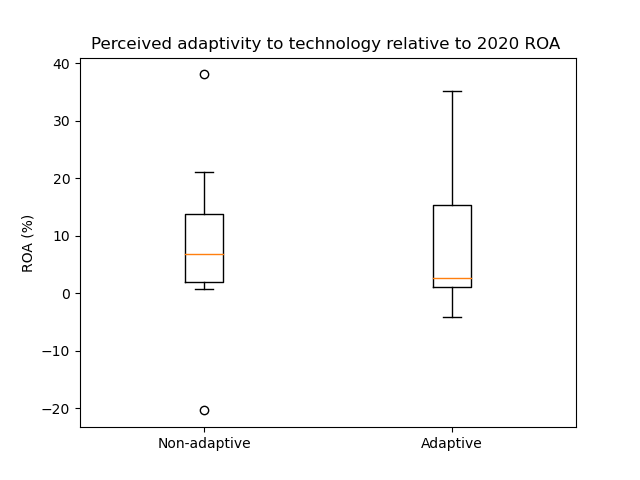 Perceived adaptivity to technology relative to 2020 ROA
40
30
20
10
0
−10
−20
ROA (%)
Non-adaptive
Adaptive